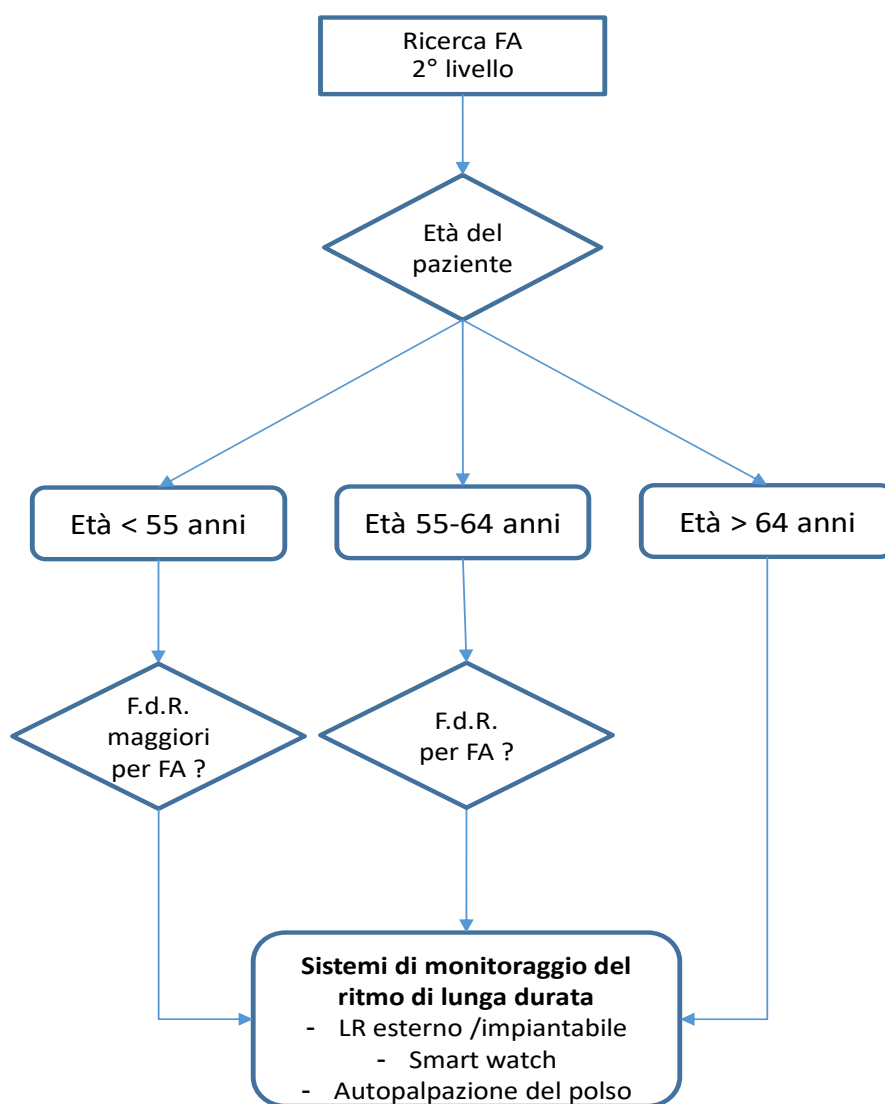 Ricerca FA
2° livello
Età del
paziente
Età < 55 anni
Età 55-64 anni
Età > 64 anni
F.d.R.
maggiori
per FA ?
F.d.R.
per FA ?
Sistemi di monitoraggio del
ritmo di lunga durata
- LR esterno /impiantabile
- Smart watch
- Autopalpazione del polso